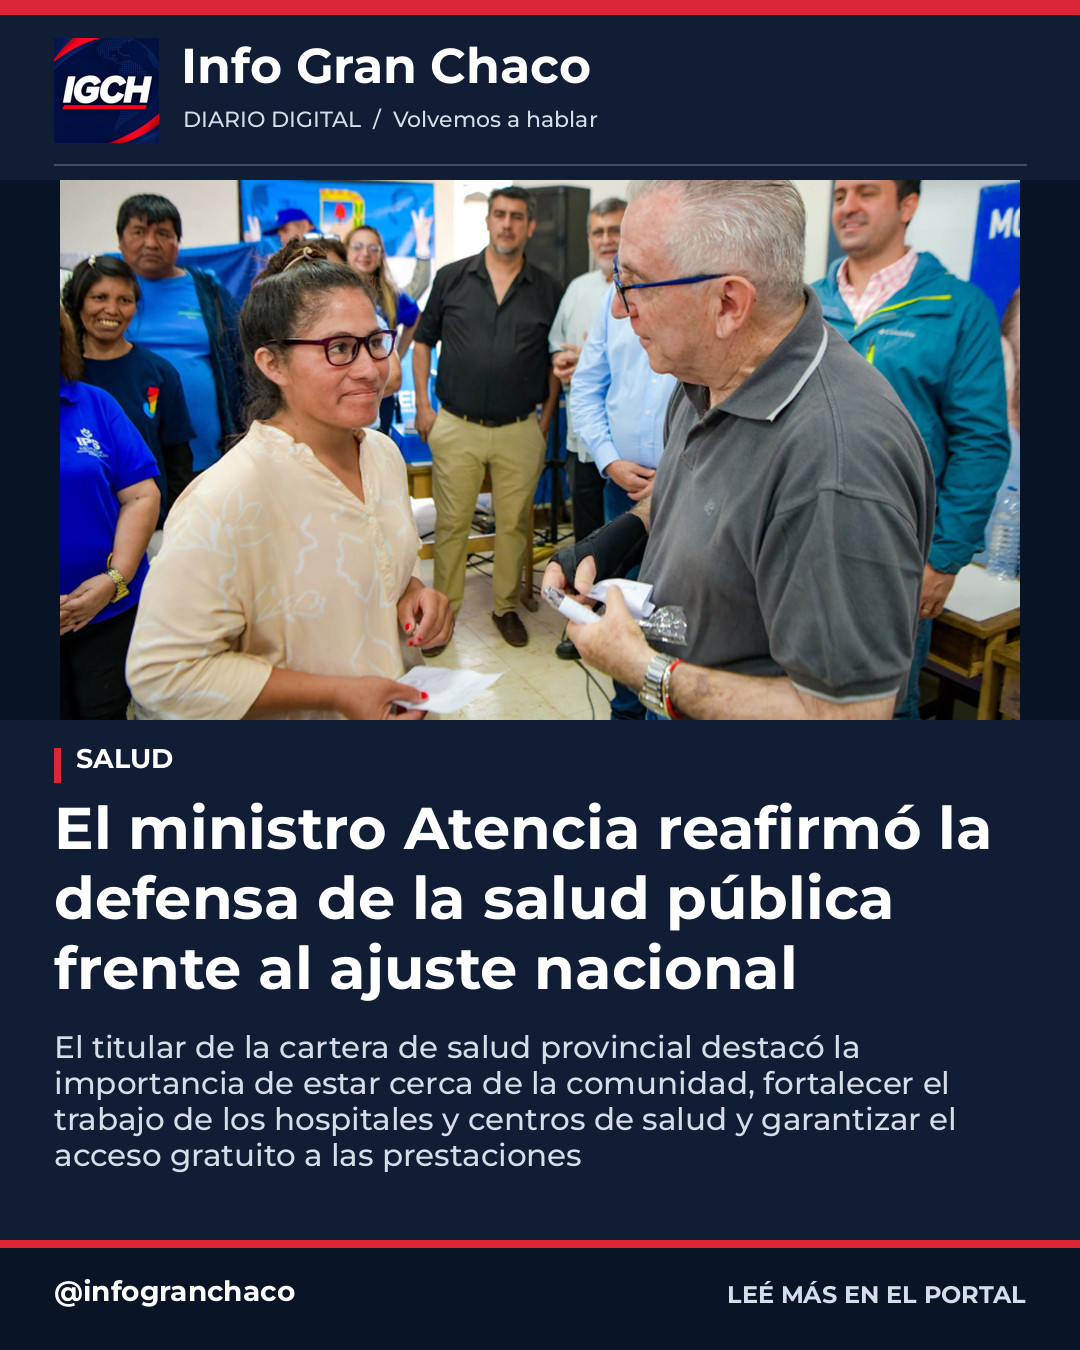 IGCH
Info Gran Chaco
DIARIO DIGITAL / Volvemos a hablar
IPS
Columbia
SALUD
El ministro Atencia reafirmó la
defensa de la salud pública
frente al ajuste nacional
El titular de la cartera de salud provincial destacó la
importancia de estar cerca de la comunidad, fortalecer el
trabajo de los hospitales y centros de salud y garantizar el
acceso gratuito a las prestaciones
@infogranchaco
LEÉ MÁS EN EL PORTAL